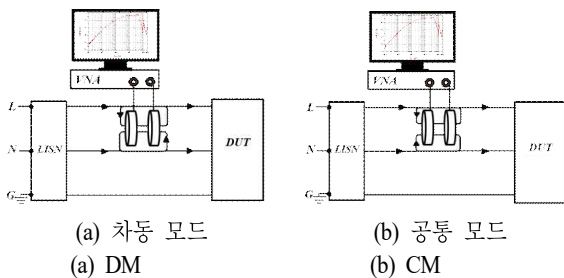 VNA
L
LISN
N
DUT
G
(a) 차동 모드
(a) DM
VNA
L
LISN
N
DUT
G
(b) 공통 모드
(b) CM